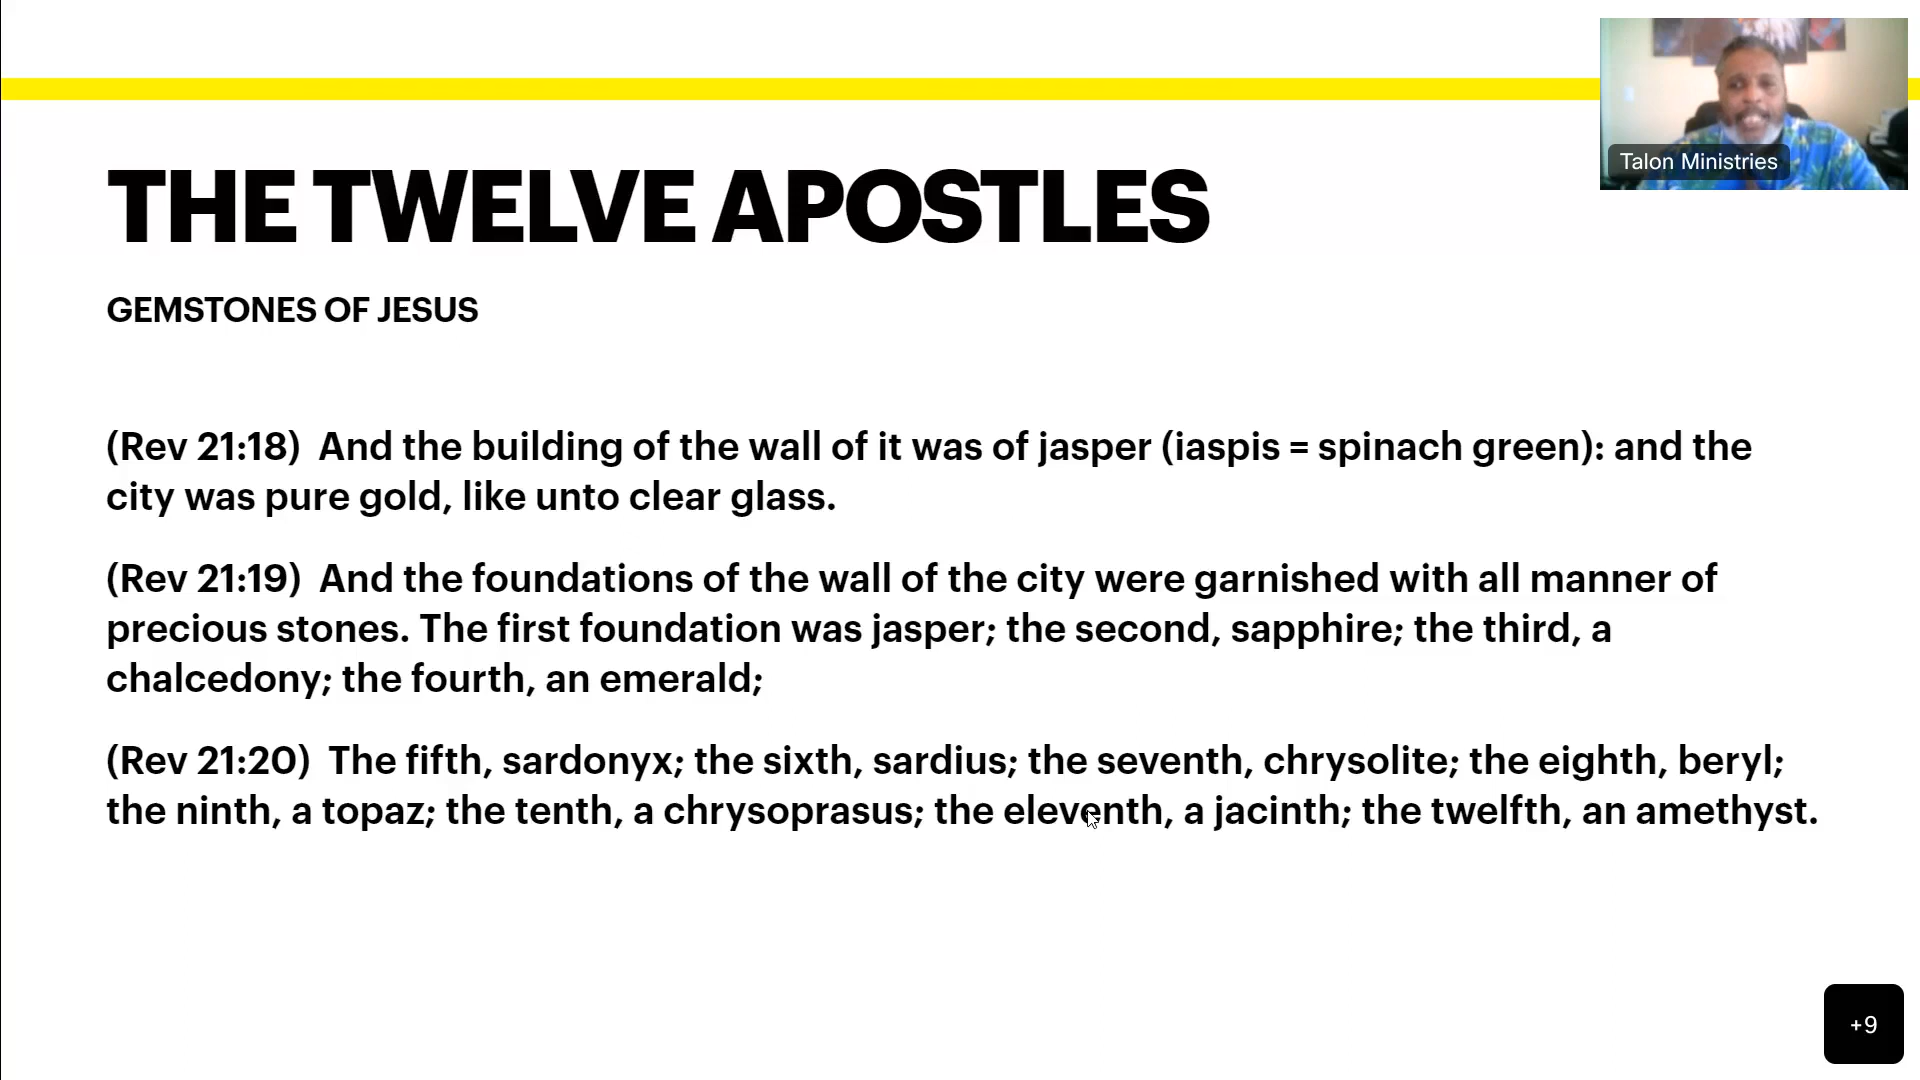 Talon Ministries
THE TWELVE APOSTLES
GEMSTONES OF JESUS
(Rev 21:18)  And the building of the wall of it was of jasper (iaspis = spinach green): and the
city was pure gold, like unto clear glass.
(Rev 21:19)  And the foundations of the wall of the city were garnished with all manner of
precious stones. The first foundation was jasper; the second, sapphire; the third, a
chalcedony; the fourth, an emerald;
(Rev 21:20)  The fifth, sardonyx; the sixth, sardius; the seventh, chrysolite; the eighth, beryl;
the ninth, a topaz; the tenth, a chrysoprasus; the eleventh, a jacinth; the twelfth, an amethyst.
+9